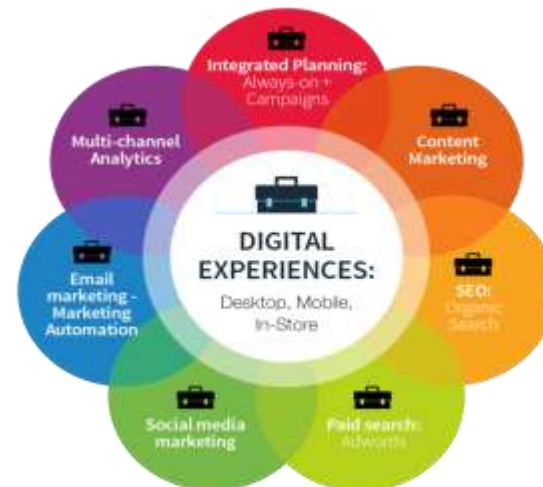 Integrated Planning:
Always-on +
Campaigns
Content
Marketing
SEO:
Organic
Search
Paid search:
Adwords
Social media
marketing
Email
marketing -
Marketing
Automation
Multi-channel
Analytics
DIGITAL
EXPERIENCES:
Desktop, Mobile,
In-Store